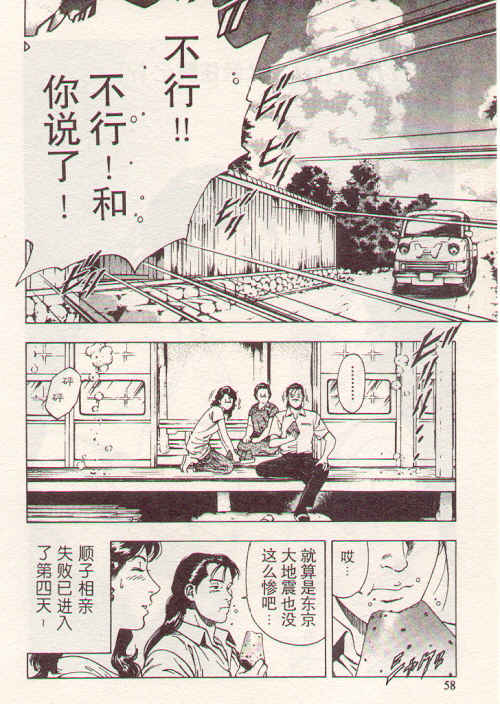 不行!!
不行！和
你说了！
………
砰
砰
哎…
就算是东京
大地震也没
这么惨吧…
顺子相亲
失败已进入
了第四天–
58